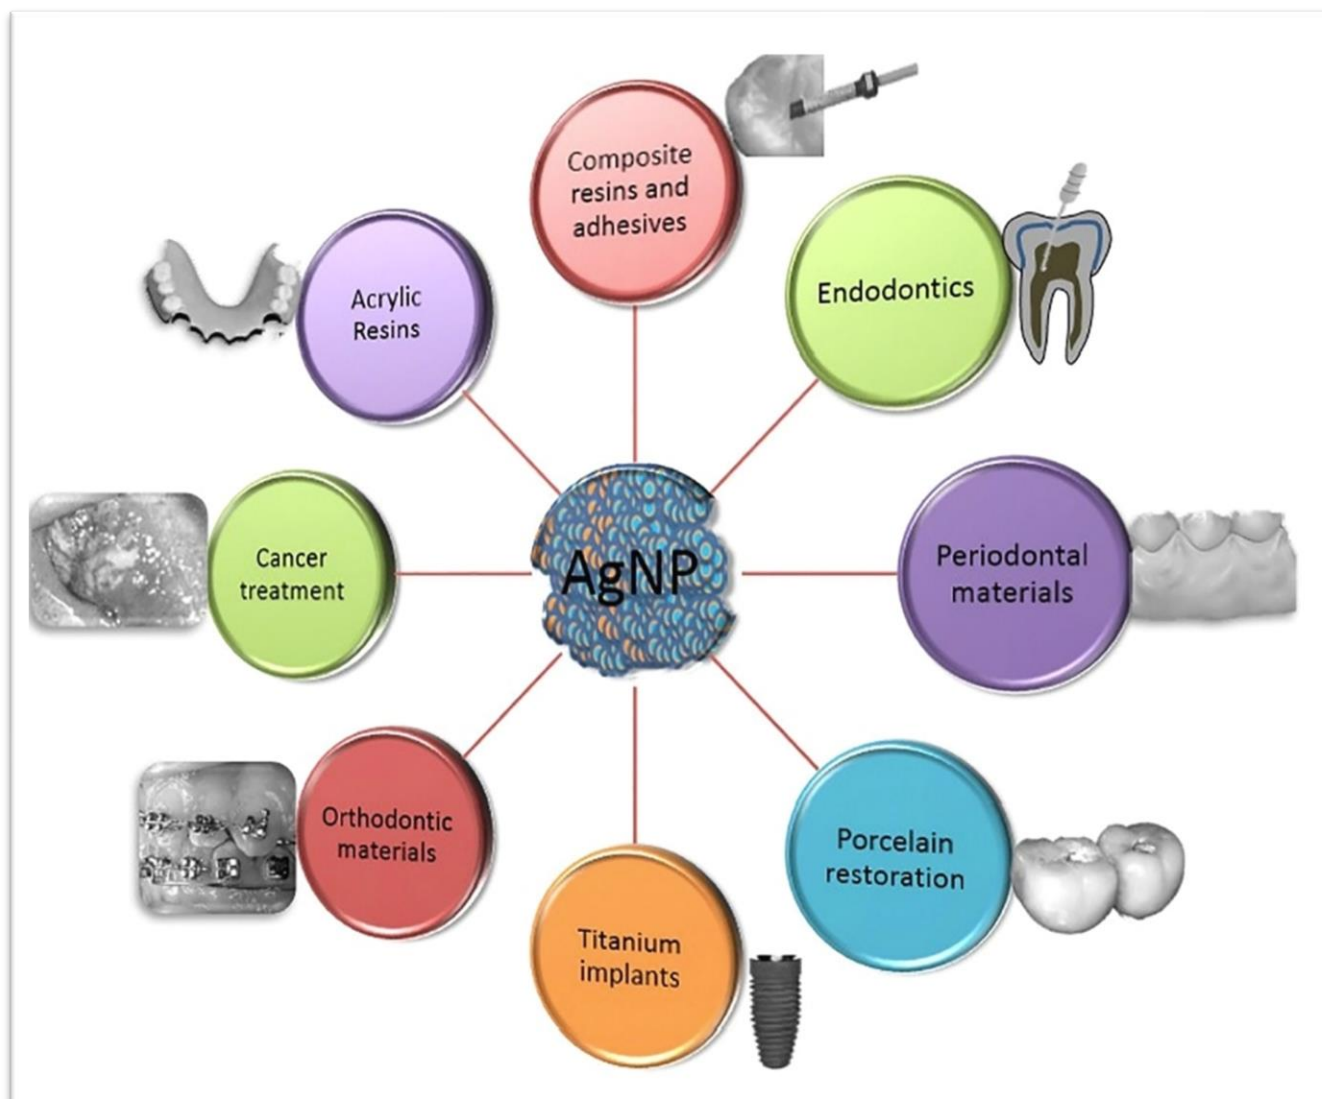 Composite
resins and
adhesives
Endodontics
Acrylic
Resins
Periodontal
materials
AgNP
Cancer
treatment
Porcelain
restoration
Orthodontic
materials
Titanium
implants